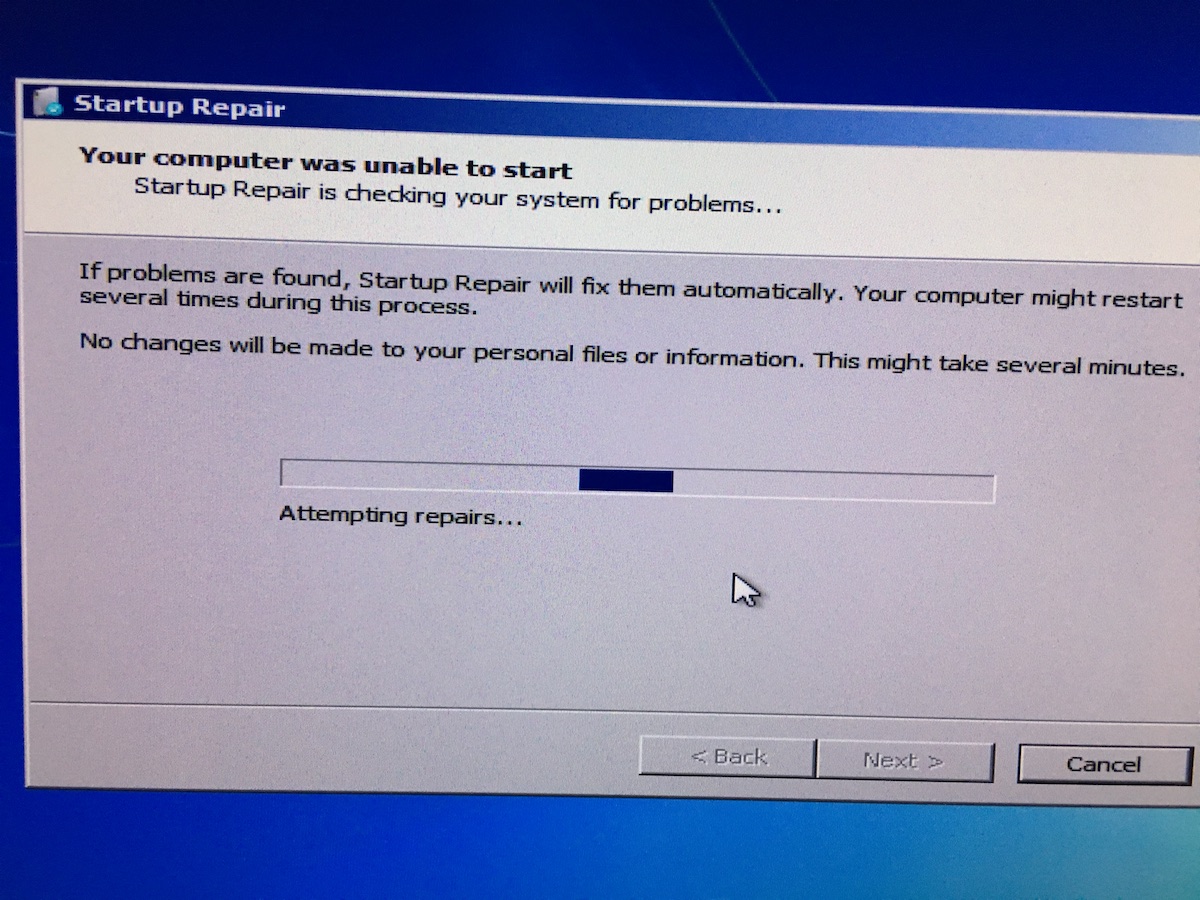 Startup Repair
Your computer was unable to start
Startup Repair is checking your system for problems...
If problems are found, Startup Repair will fix them automatically. Your computer might restart
several times during this process.
No changes will be made to your personal files or information. This might take several minutes.
Attempting repairs...
< Back
Next >
Cancel